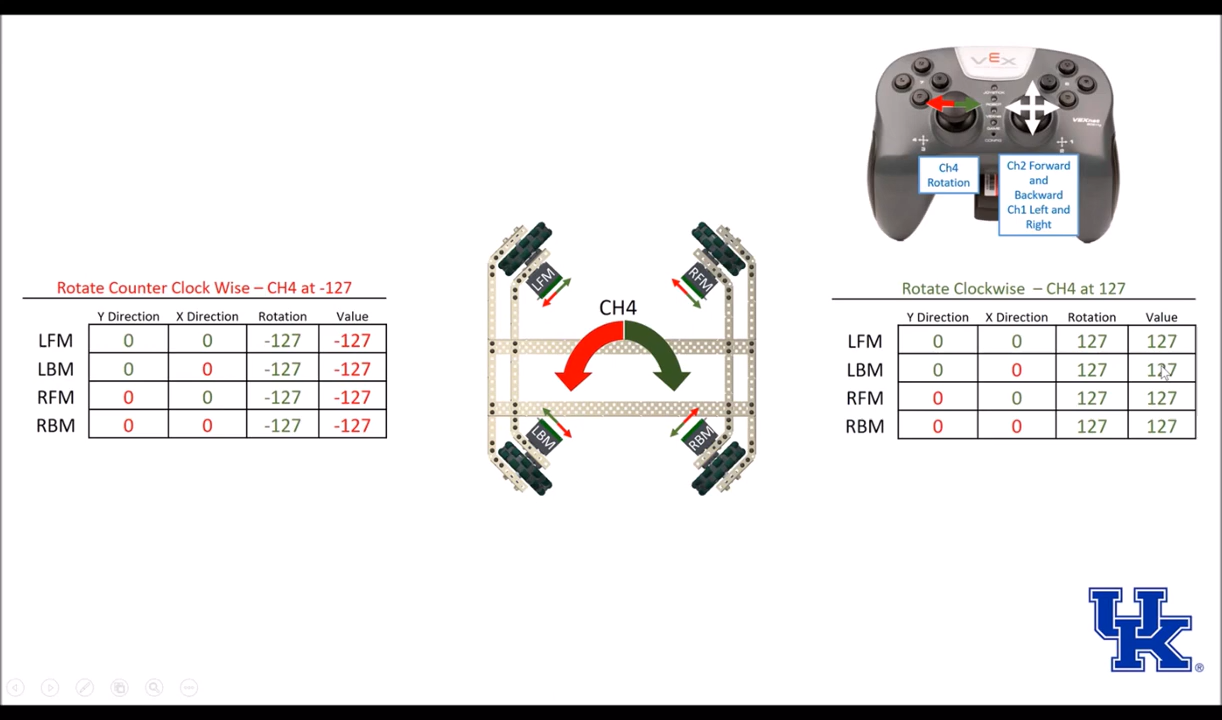 VEX
Ch4
Rotation
Ch2 Forward
and
Backward
Ch1 Left and
Right
Rotate Counter Clock Wise – CH4 at -127
Y Direction X Direction Rotation Value
LFM 0 0 -127 -127
LBM 0 0 -127 -127
RFM 0 0 -127 -127
RBM 0 0 -127 -127
LFM
RFM
CH4
LBM
RBM
Rotate Clockwise – CH4 at 127
Y Direction X Direction Rotation Value
LFM 0 0 127 127
LBM 0 0 127 127
RFM 0 0 127 127
RBM 0 0 127 127
UK
®